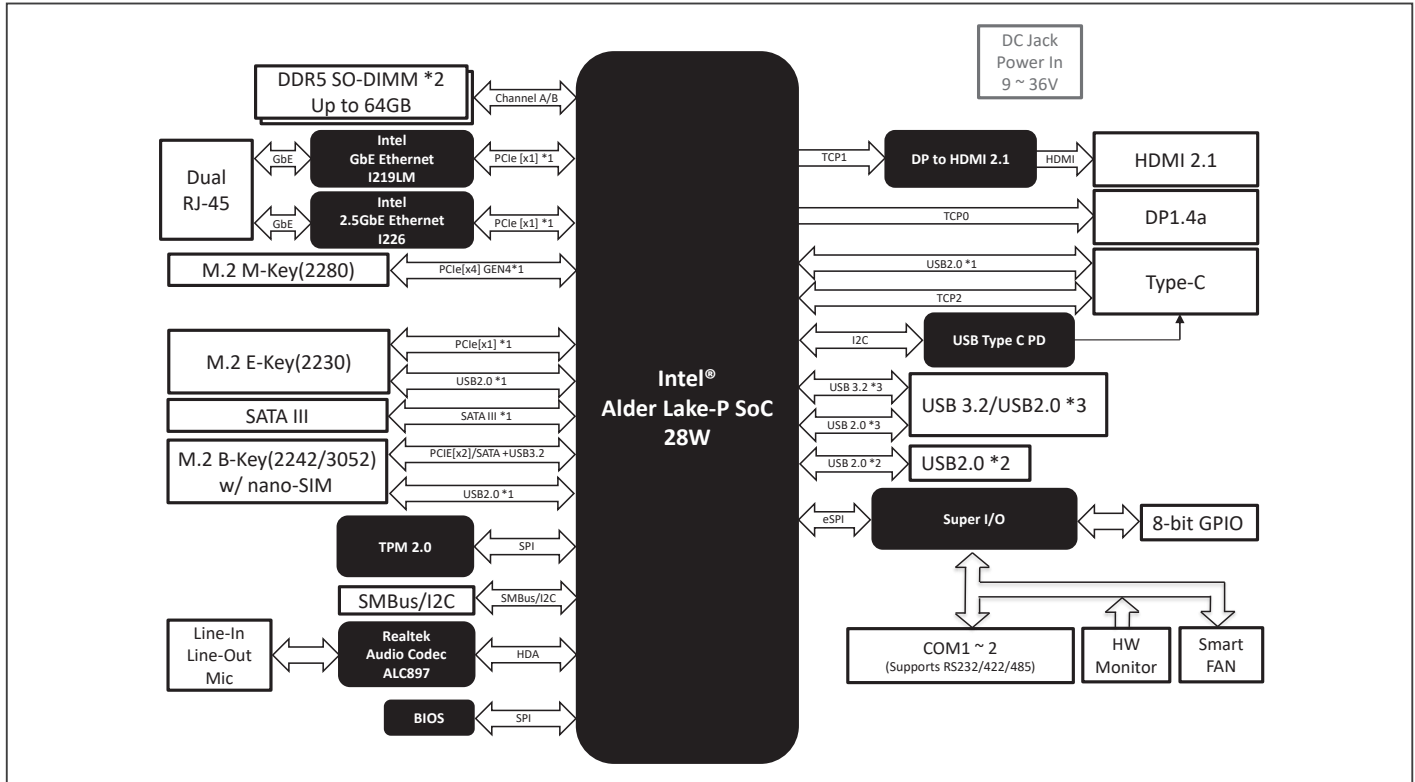 DC Jack
Power In
9 ~ 36V
DDR5 SO-DIMM *2
Up to 64GB
Channel A/B
Dual
RJ-45
GbE
Intel
GbE Ethernet
I219LM
PCIe [x1] *1
GbE
Intel
2.5GbE Ethernet
I226
PCIe [x1] *1
M.2 M-Key(2280)
PCIe[x4] GEN4*1
M.2 E-Key(2230)
PCIe[x1] *1
USB2.0 *1
SATA III
SATA III *1
M.2 B-Key(2242/3052)
w/ nano-SIM
PCIE[x2]/SATA +USB3.2
USB2.0 *1
TPM 2.0
SPI
SMBus/I2C
SMBus/I2C
Line-In
Line-Out
Mic
Realtek
Audio Codec
ALC897
HDA
BIOS
SPI
Intel®
Alder Lake-P SoC
28W
TCP1
DP to HDMI 2.1
HDMI
HDMI 2.1
TCP0
DP1.4a
USB2.0 *1
TCP2
Type-C
I2C
USB Type C PD
USB 3.2 *3
USB 2.0 *3
USB 3.2/USB2.0 *3
USB 2.0 *2
USB2.0 *2
eSPI
Super I/O
8-bit GPIO
COM1 ~ 2
(Supports RS232/422/485)
HW
Monitor
Smart
FAN